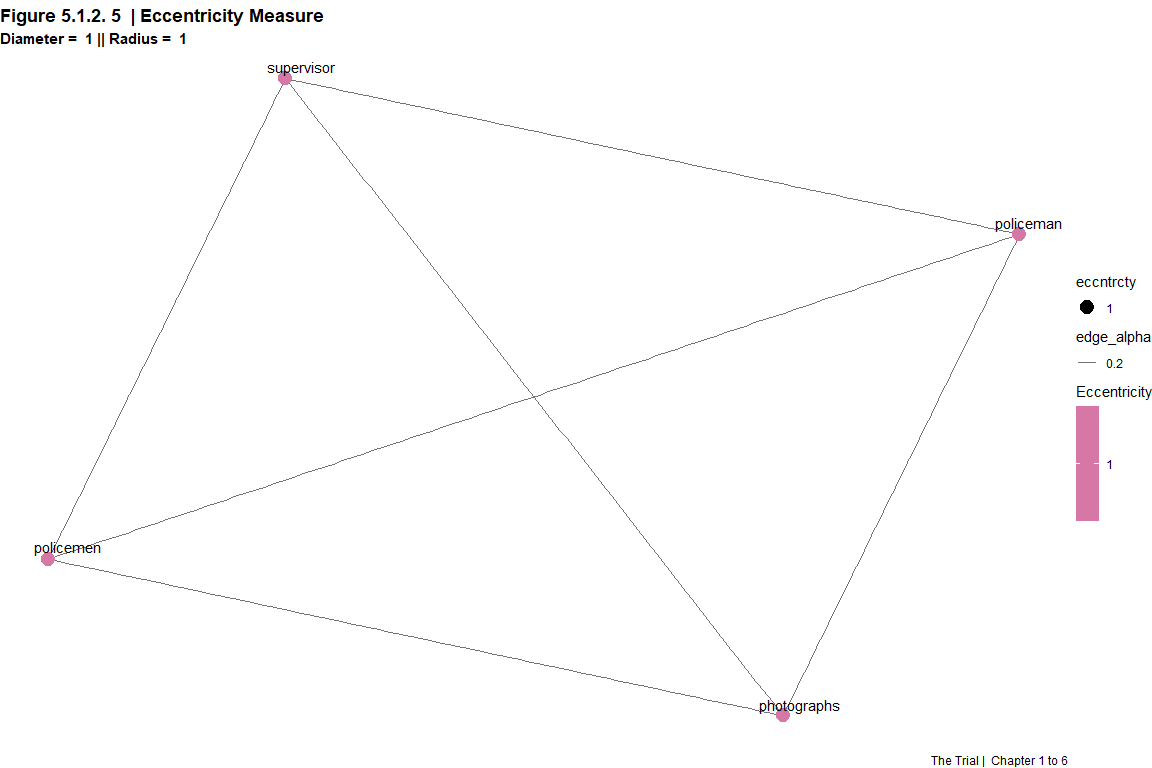 Figure 5.1.2. 5 | Eccentricity Measure
Diameter = 1 || Radius = 1
supervisor
policeman
eccntrcty
1
edge_alpha
0.2
Eccentricity
1
policemen
photographs
The Trial | Chapter 1 to 6